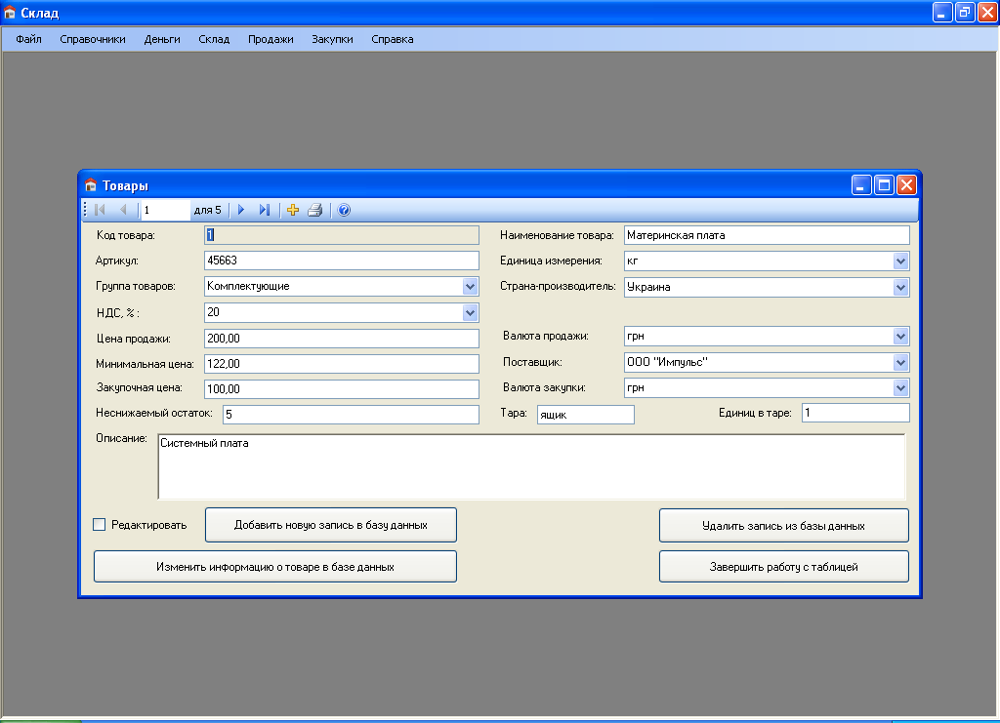 Склад
Файл Справочники Деньги Склад Продажи Закупки Справка
Товары
1 для 5
Код товара: 1 Наименование товара: Материнская плата
Артикул: 45663 Единица измерения: кг
Группа товаров: Комплектующие Страна-производитель: Украина
НДС, % : 20
Цена продажи: 200,00 Валюта продажи: грн
Минимальная цена: 122,00 Поставщик: ООО "Импульс"
Закупочная цена: 100,00 Валюта закупки: грн
Неснижаемый остаток: 5 Тара: ящик Единиц в таре: 1
Описание: Системный плата
Редактировать Добавить новую запись в базу данных Удалить запись из базы данных
Изменить информацию о товаре в базе данных Завершить работу с таблицей